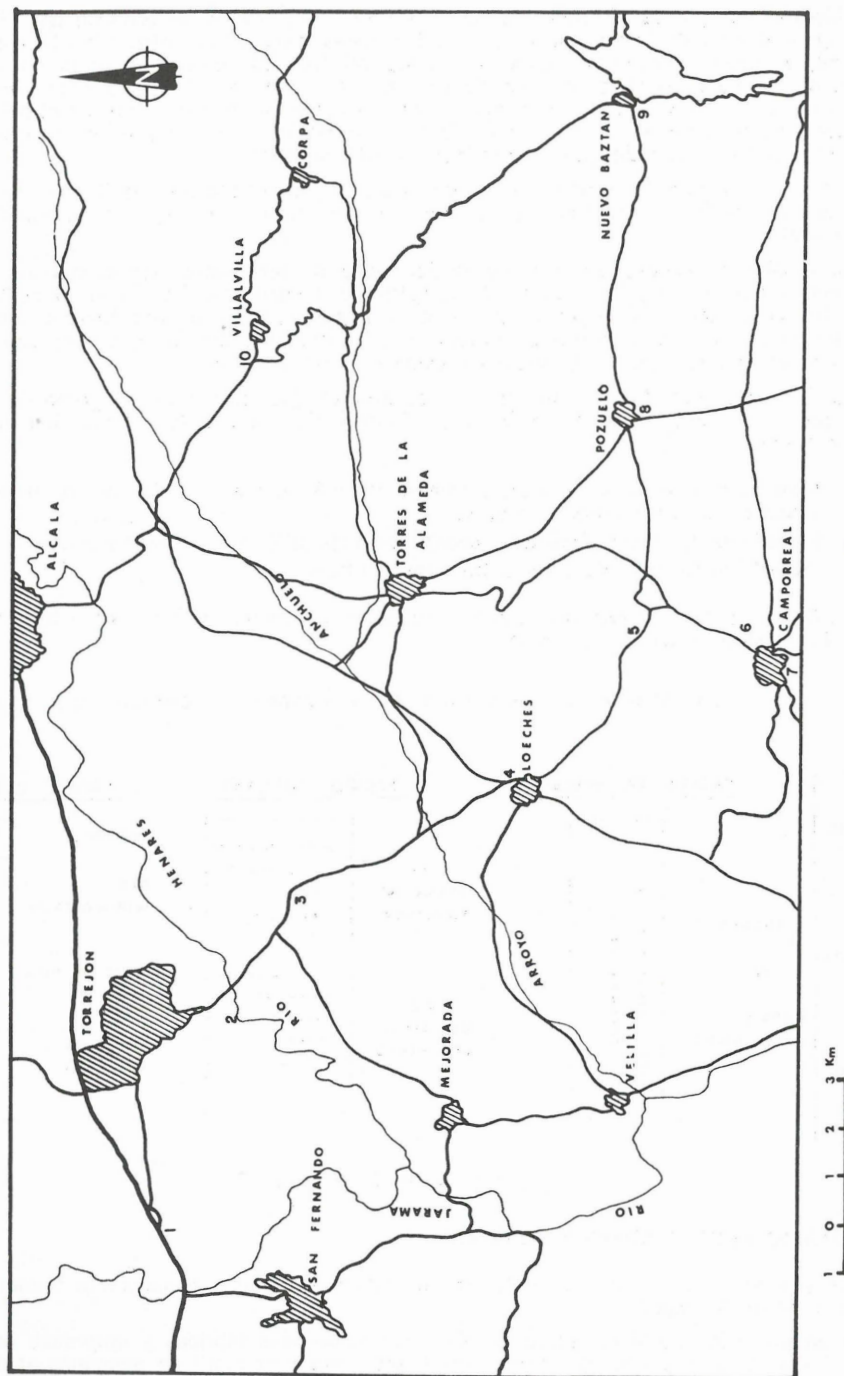 N
ALCALA
TORREJON
1
2
RIO
HENARES
3
SAN FERNANDO
JARAMA
RIO
MEJORADA
VELILLA
ARROYO
ANCHUELO
4
LOECHES
TORRES DE LA
ALAMEDA
10
VILLALVILLA
CORPA
5
6
CAMPORREAL
7
POZUELO
8
NUEVO BAZTAN
9
1 0 1 2 3 Km